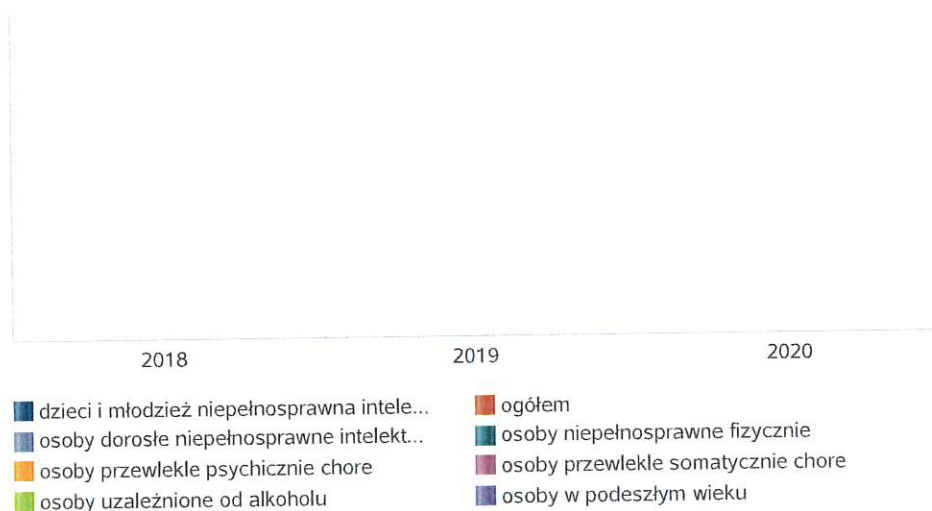 2018 2019 2020
dzieci i młodzież niepełnosprawna intele...
osoby dorosłe niepełnosprawne intelekt...
osoby przewlekle psychicznie chore
osoby uzależnione od alkoholu
ogółem
osoby niepełnosprawne fizycznie
osoby przewlekle somatycznie chore
osoby w podeszłym wieku